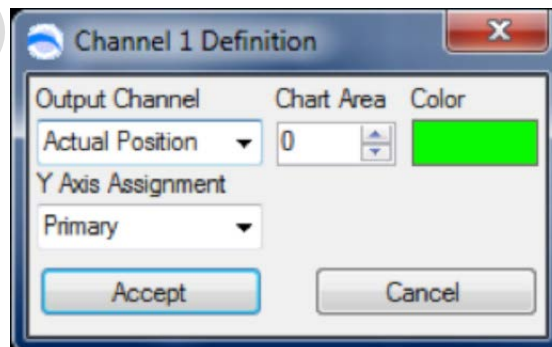 Channel 1 Definition
Output Channel Chart Area Color
Actual Position 0
Y Axis Assignment
Primary
Accept Cancel